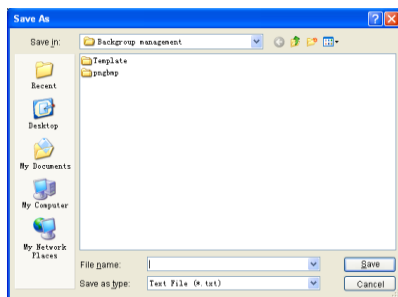 Save As
Save in: Backgroup management
Template
pngbmp
Recent
Desktop
My Documents
My Computer
My Network
Places
File name: Save
Save as type: Text File (*.txt) Cancel